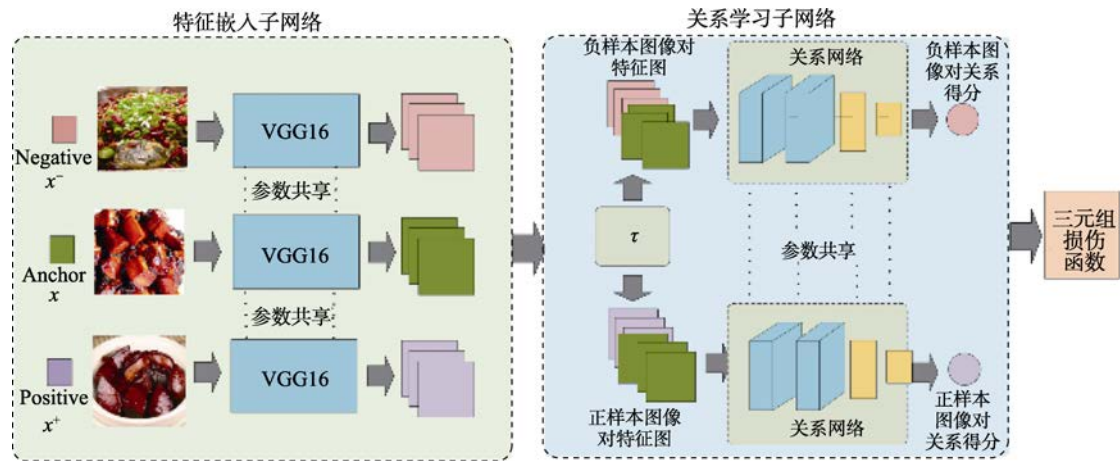 特征嵌入子网络
Negative
x⁻
VGG16
参数共享
Anchor
x
VGG16
参数共享
Positive
x⁺
VGG16
关系学习子网络
负样本图像对
特征图
关系网络
负样本图
像对关系
得分
τ
参数共享
正样本图像
对特征图
关系网络
正样本
图像对
关系得分
三元组
损伤
函数